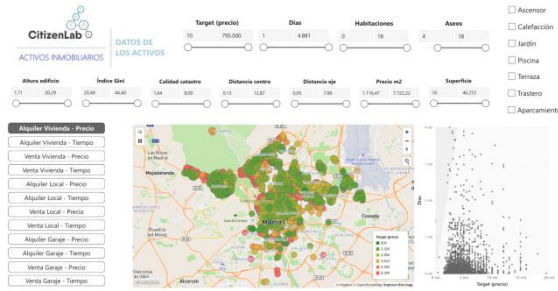 CitizenLab
ACTIVOS INMOBILIARIOS
DATOS DE
LOS ACTIVOS
Target (precio)
10 795.000
Días
1 4.881
Habitaciones
0 18
Aseos
4 18
Ascensor
Calefacción
Jardín
Piscina
Terraza
Trastero
Aparcamiento
Altura edificio
1,71 20,29
Índice Gini
20,40 44,40
Calidad catastro
1,64 8,00
Distancia centro
0,13 12,87
Distancia eje
0,05 7,88
Precio m2
1.116,47 7.722,22
Superficie
10 46.253
Alquiler Vivienda - Precio
Alquiler Vivienda - Tiempo
Venta Vivienda - Precio
Venta Vivienda - Tiempo
Alquiler Local - Precio
Alquiler Local - Tiempo
Venta Local - Precio
Venta Local - Tiempo
Alquiler Garaje - Precio
Alquiler Garaje - Tiempo
Venta Garaje - Precio
Venta Garaje - Tiempo
Majadahonda
Madrid
Coslada
Alcorcón
Target (precio)
Días
Target (precio)